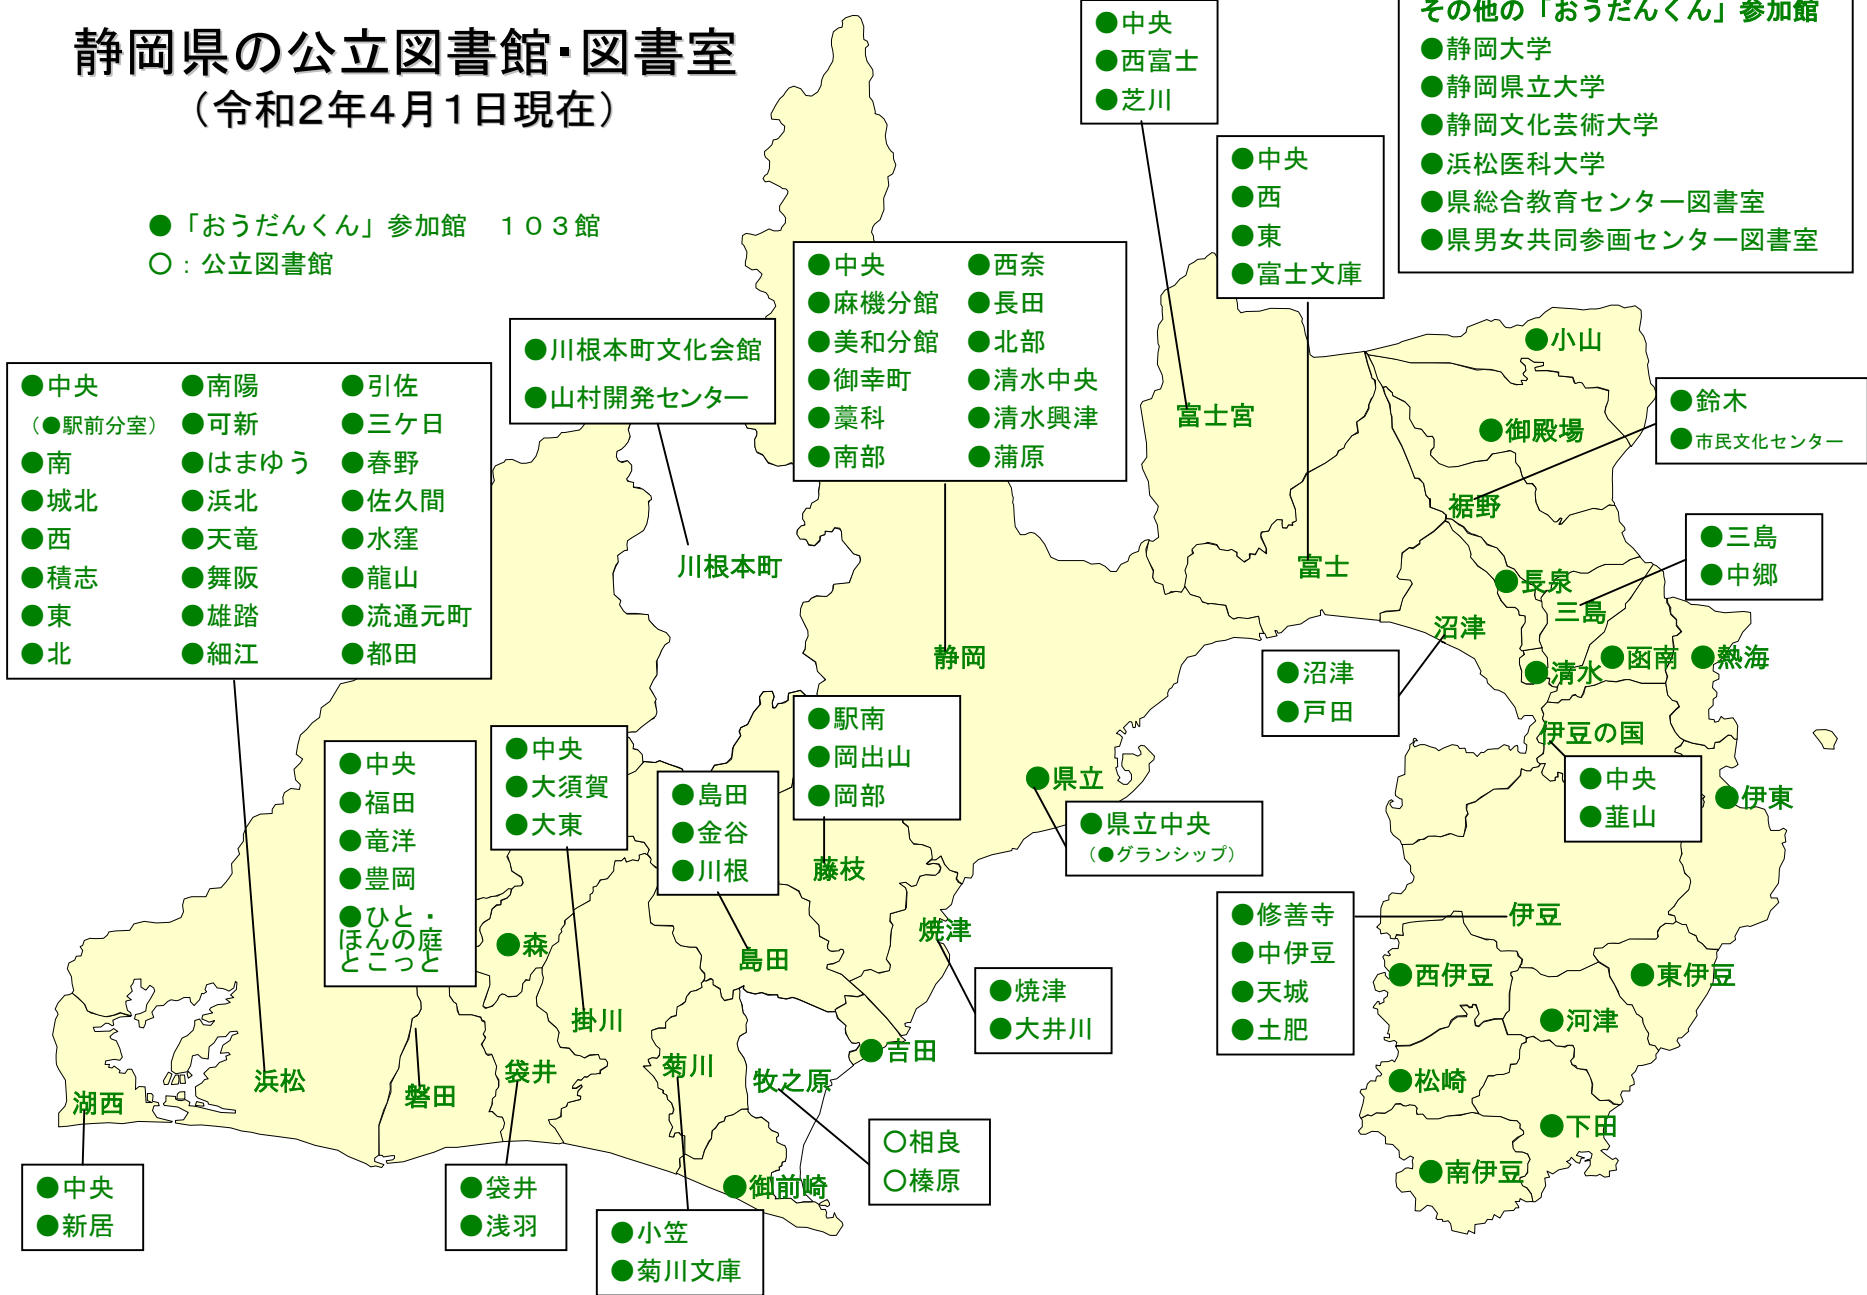 静岡県の公立図書館・図書室
（令和2年4月1日現在）
●「おうだんくん」参加館　１０３館
○：公立図書館
その他の「おうだんくん」参加館
●静岡大学
●静岡県立大学
●静岡文化芸術大学
●浜松医科大学
●県総合教育センター図書室
●県男女共同参画センター図書室
●中央
●西富士
●芝川
富士宮
●中央
●西
●東
●富士文庫
富士
●中央　●西奈
●麻機分館　●長田
●美和分館　●北部
●御幸町　●清水中央
●藁科　●清水興津
●南部　●蒲原
静岡
●川根本町文化会館
●山村開発センター
川根本町
●中央　●南陽　●引佐
（●駅前分室）　●可新　●三ケ日
●南　●はまゆう　●春野
●城北　●浜北　●佐久間
●西　●天竜　●水窪
●積志　●舞阪　●龍山
●東　●雄踏　●流通元町
●北　●細江　●都田
浜松
●小山
●御殿場
●鈴木
●市民文化センター
裾野
●三島
●中郷
三島
●長泉
沼津
●沼津
●戸田
●清水
●函南
●熱海
伊豆の国
●中央
●韮山
●伊東
●県立
●県立中央
（●グランシップ）
●駅南
●岡出山
●岡部
藤枝
●島田
●金谷
●川根
島田
●中央
●大須賀
●大東
掛川
●中央
●福田
●竜洋
●豊岡
●ひと・
ほんの庭
とこっと
磐田
●森
焼津
●焼津
●大井川
●修善寺
●中伊豆
●天城
●土肥
伊豆
●西伊豆
●東伊豆
●河津
●松崎
●下田
●南伊豆
●吉田
牧之原
○相良
○榛原
●御前崎
菊川
●小笠
●菊川文庫
袋井
●袋井
●浅羽
湖西
●中央
●新居